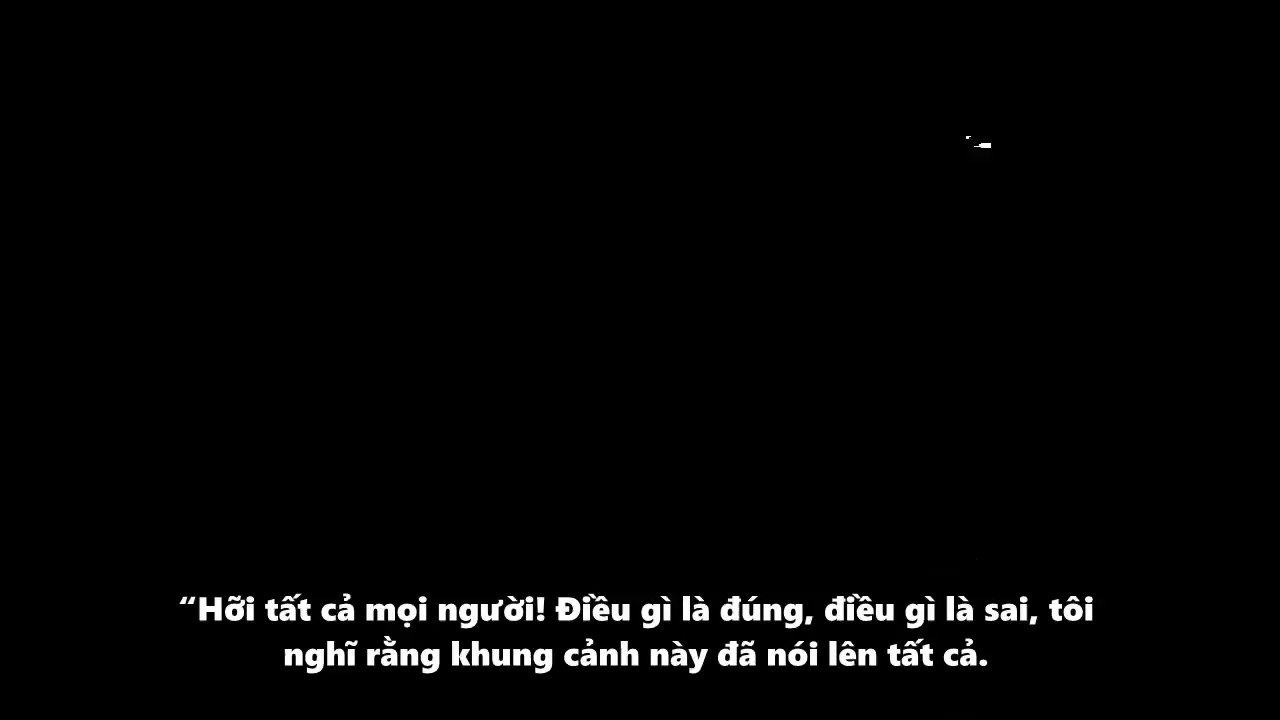 “Hỡi tất cả mọi người! Điều gì là đúng, điều gì là sai, tôi
nghĩ rằng khung cảnh này đã nói lên tất cả.